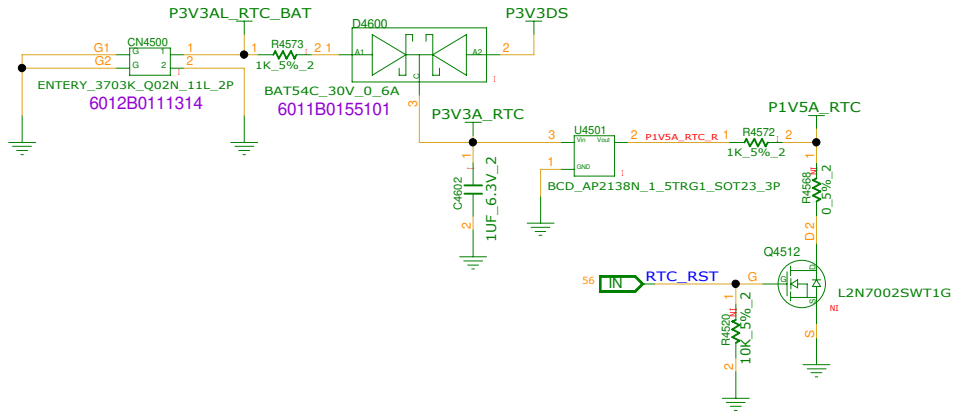 P3V3AL_RTC_BAT
D4600
P3V3DS
G1
G2
CN4500
G 1
G 2
1
2
1
R4573
1K_5%_2
2
1
A1
A2
C
2
I
ENTERY_3703K_Q02N_11L_2P
6012B0111314
BAT54C_30V_0_6A
6011B0155101
3
P3V3A_RTC
P1V5A_RTC
3
U4501
Vin Vout
GND
2
P1V5A_RTC_R
1
R4572
1K_5%_2
2
1
I
BCD_AP2138N_1_5TRG1_SOT23_3P
1
C4602
1UF_6.3V_2
2
1
NI
R4568
0_5%_2
D 2
Q4512
56
IN
RTC_RST
G
G
D
S
L2N7002SWT1G
NI
1
NI
R4520
10K_5%_2
2
S